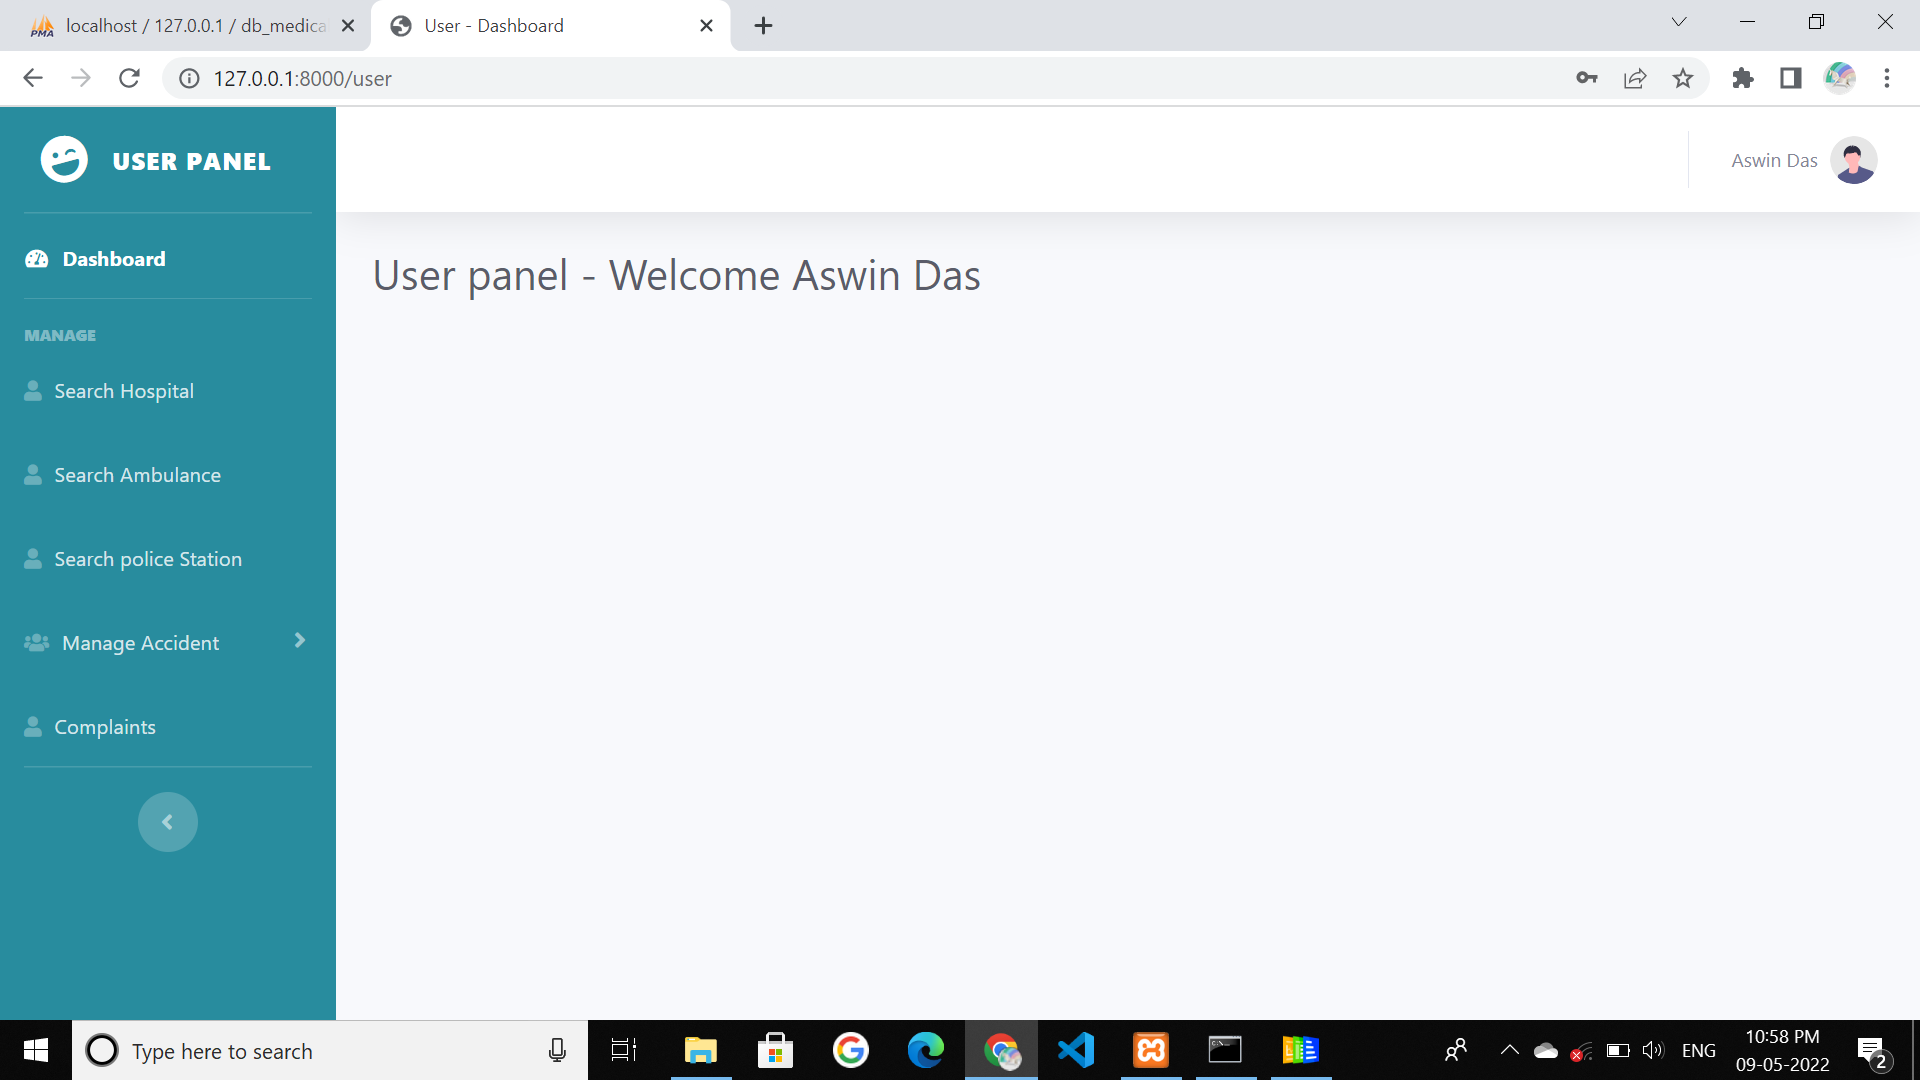 localhost / 127.0.0.1 / db_medica
User - Dashboard
127.0.0.1:8000/user
USER PANEL
Aswin Das
Dashboard
User panel - Welcome Aswin Das
MANAGE
Search Hospital
Search Ambulance
Search police Station
Manage Accident
Complaints
Type here to search
ENG
10:58 PM
09-05-2022
2